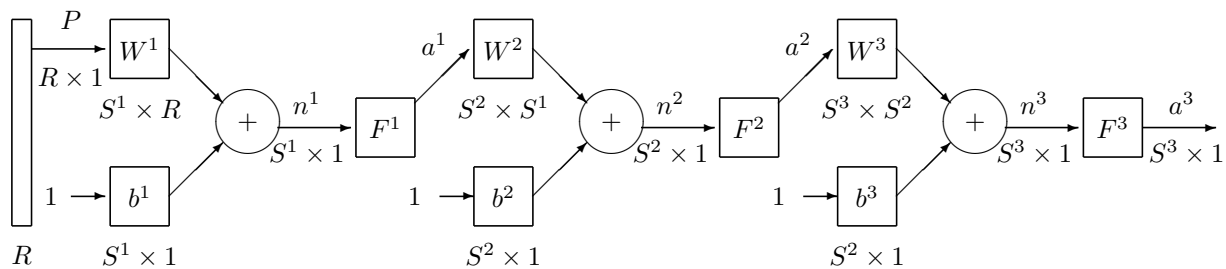 P a¹ a²
W¹ W² W³
R × 1 n¹ n² n³ a³
S¹ × R S² × S¹ S³ × S²
+ F¹ + F² + F³
S¹ × 1 S² × 1 S³ × 1 S³ × 1
1 b¹ 1 b² 1 b³
R S¹ × 1 S² × 1 S² × 1